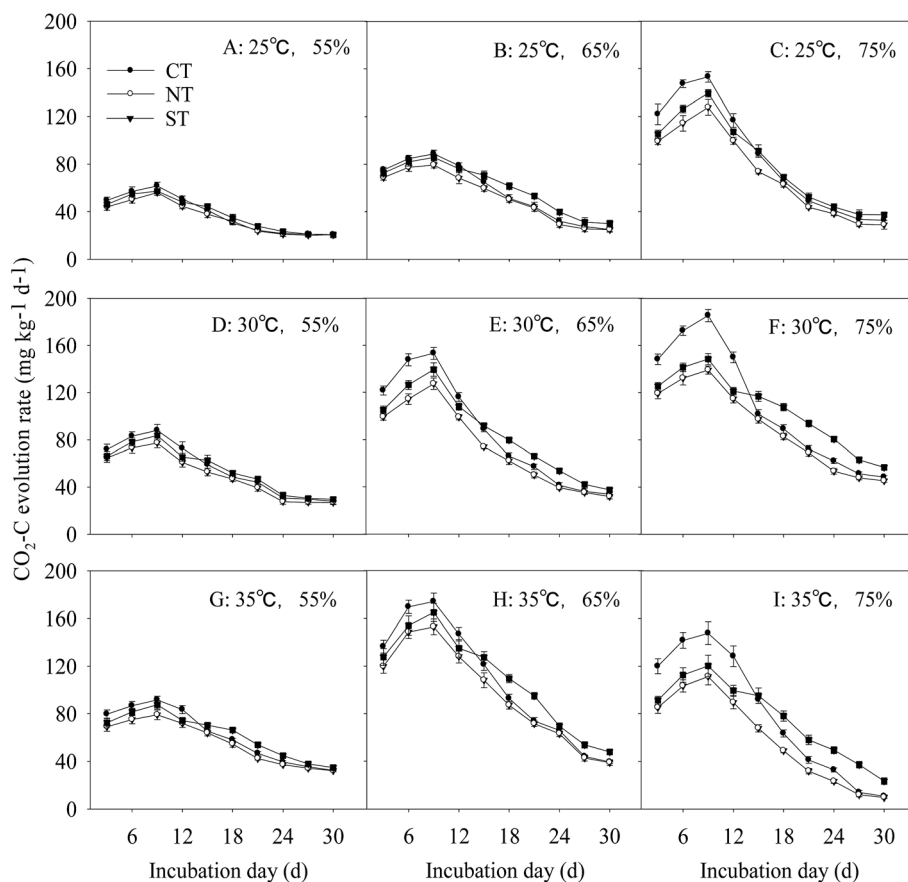 200
160
120
80
40
0
A: 25℃, 55%
CT
NT
ST
B: 25℃, 65%
C: 25℃, 75%
200
160
120
80
40
0
D: 30℃, 55%
E: 30℃, 65%
F: 30℃, 75%
CO₂-C evolution rate (mg kg⁻¹ d⁻¹)
200
160
120
80
40
0
G: 35℃, 55%
H: 35℃, 65%
I: 35℃, 75%
6 12 18 24 30 6 12 18 24 30 6 12 18 24 30
Incubation day (d) Incubation day (d) Incubation day (d)